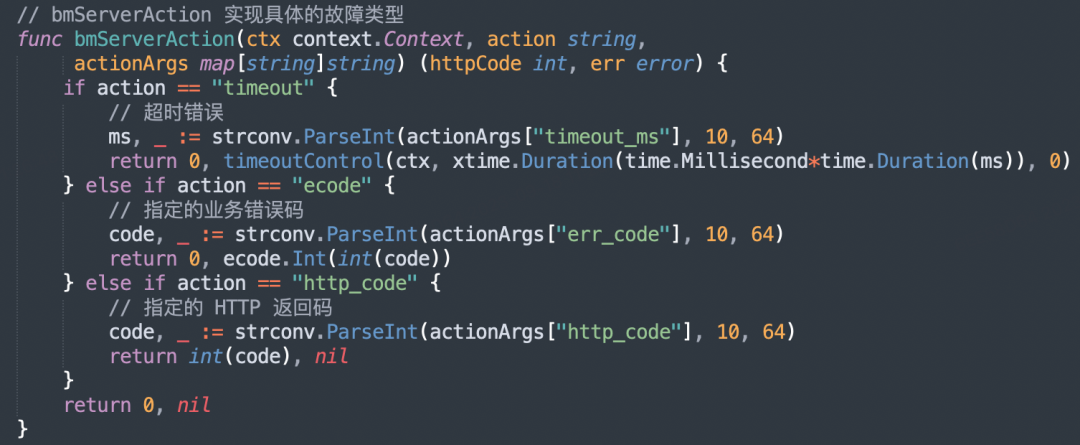 // bmServerAction 实现具体的故障类型
func bmServerAction(ctx context.Context, action string,
     actionArgs map[string]string) (httpCode int, err error) {
    if action == "timeout" {
        // 超时错误
        ms, _ := strconv.ParseInt(actionArgs["timeout_ms"], 10, 64)
        return 0, timeoutControl(ctx, xtime.Duration(time.Millisecond*time.Duration(ms)), 0)
    } else if action == "ecode" {
        // 指定的业务错误码
        code, _ := strconv.ParseInt(actionArgs["err_code"], 10, 64)
        return 0, ecode.Int(int(code))
    } else if action == "http_code" {
        // 指定的 HTTP 返回码
        code, _ := strconv.ParseInt(actionArgs["http_code"], 10, 64)
        return int(code), nil
    }
    return 0, nil
}